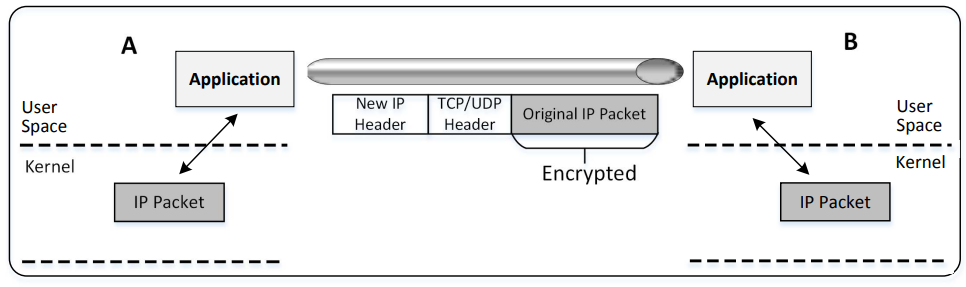 A
B
Application
Application
New IP
Header
TCP/UDP
Header
Original IP Packet
User
Space
User
Space
Kernel
Kernel
Encrypted
IP Packet
IP Packet